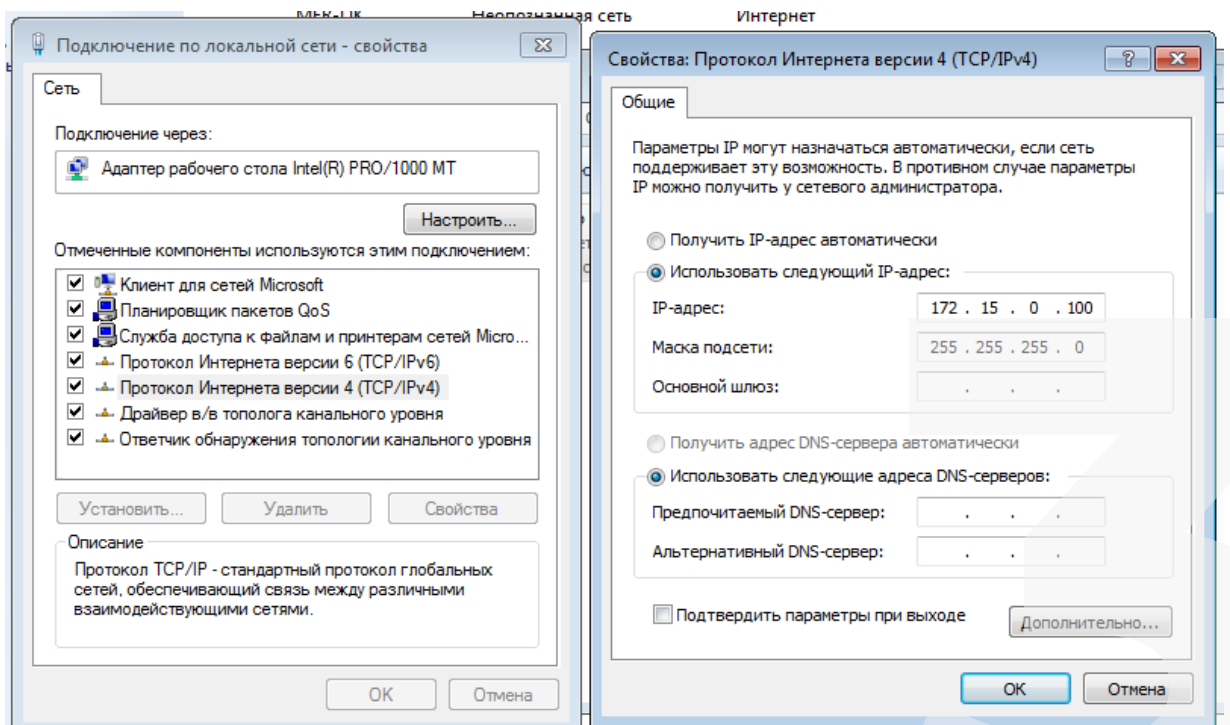 Неопознанная сеть
Интернет
Подключение по локальной сети - свойства
Сеть
Подключение через:
Адаптер рабочего стола Intel(R) PRO/1000 MT
Настроить...
Отмеченные компоненты используются этим подключением:
Клиент для сетей Microsoft
Планировщик пакетов QoS
Служба доступа к файлам и принтерам сетей Micro...
Протокол Интернета версии 6 (TCP/IPv6)
Протокол Интернета версии 4 (TCP/IPv4)
Драйвер в/в тополога канального уровня
Ответчик обнаружения топологии канального уровня
Установить...
Удалить
Свойства
Описание
Протокол TCP/IP - стандартный протокол глобальных
сетей, обеспечивающий связь между различными
взаимодействующими сетями.
ОК
Отмена
Свойства: Протокол Интернета версии 4 (TCP/IPv4)
Общие
Параметры IP могут назначаться автоматически, если сеть
поддерживает эту возможность. В противном случае параметры
IP можно получить у сетевого администратора.
Получить IP-адрес автоматически
Использовать следующий IP-адрес:
IP-адрес:
172 . 15 . 0 . 100
Маска подсети:
255 . 255 . 255 . 0
Основной шлюз:
. . .
Получить адрес DNS-сервера автоматически
Использовать следующие адреса DNS-серверов:
Предпочитаемый DNS-сервер:
. . .
Альтернативный DNS-сервер:
. . .
Подтвердить параметры при выходе
Дополнительно...
ОК
Отмена